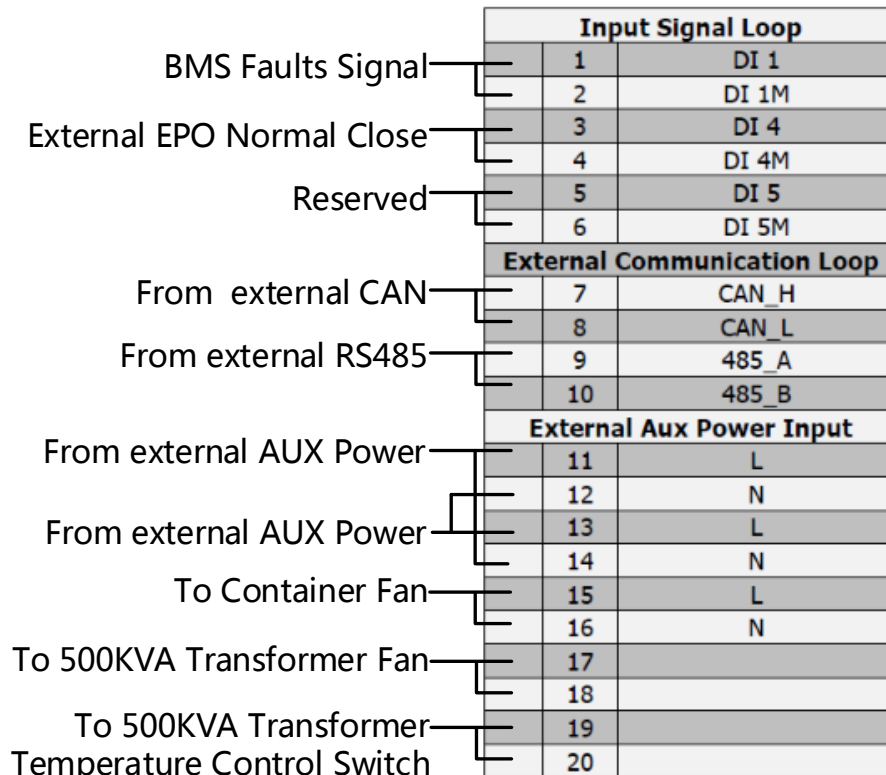 Input Signal Loop
BMS Faults Signal 1 DI 1
2 DI 1M
External EPO Normal Close 3 DI 4
4 DI 4M
Reserved 5 DI 5
6 DI 5M
External Communication Loop
From external CAN 7 CAN_H
8 CAN_L
From external RS485 9 485_A
10 485_B
External Aux Power Input
From external AUX Power 11 L
12 N
From external AUX Power 13 L
14 N
To Container Fan 15 L
16 N
To 500KVA Transformer Fan 17
18
To 500KVA Transformer 19
Temperature Control Switch 20